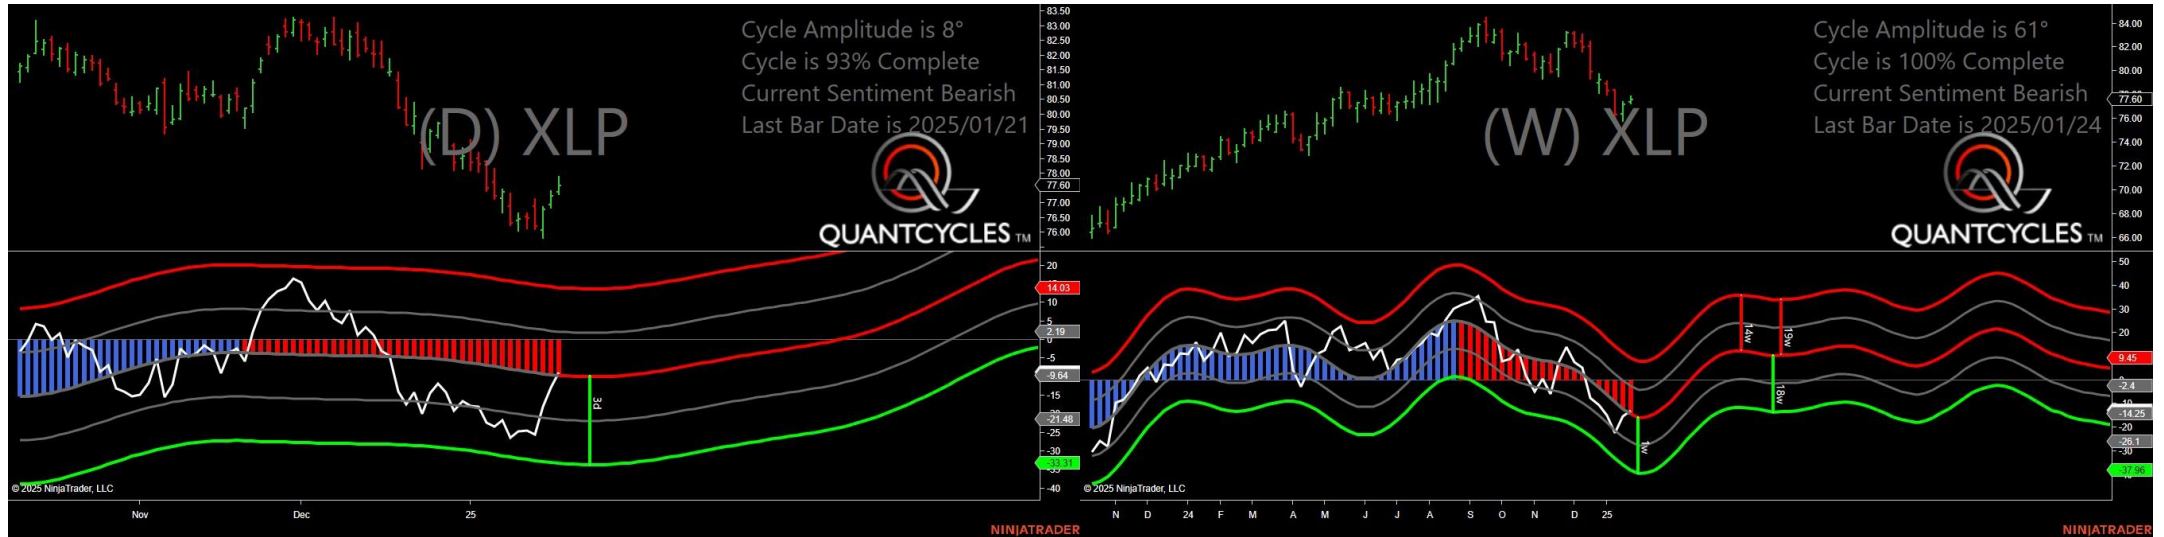 Cycle Amplitude is 8°
Cycle is 93% Complete
Current Sentiment Bearish
Last Bar Date is 2025/01/21
(D) XLP
QUANTCYCLES TM
83.50
83.00
82.50
82.00
81.50
81.00
80.50
80.00
79.50
79.00
78.50
78.00
77.60
77.00
76.50
76.00
20
14.03
10
5
2.19
0
-5
-9.64
-15
-21.48
-25
-30
-33.31
-40
3d
© 2025 NinjaTrader, LLC
Nov
Dec
25
NINJATRADER
Cycle Amplitude is 61°
Cycle is 100% Complete
Current Sentiment Bearish
Last Bar Date is 2025/01/24
(W) XLP
QUANTCYCLES TM
84.00
82.00
80.00
77.60
76.00
74.00
72.00
70.00
68.00
66.00
50
40
30
20
9.45
-2.4
-14.25
-20
-26.1
-30
-37.96
14w
19w
18w
1w
© 2025 NinjaTrader, LLC
N D 24 F M A M J J A S O N D 25
NINJATRADER